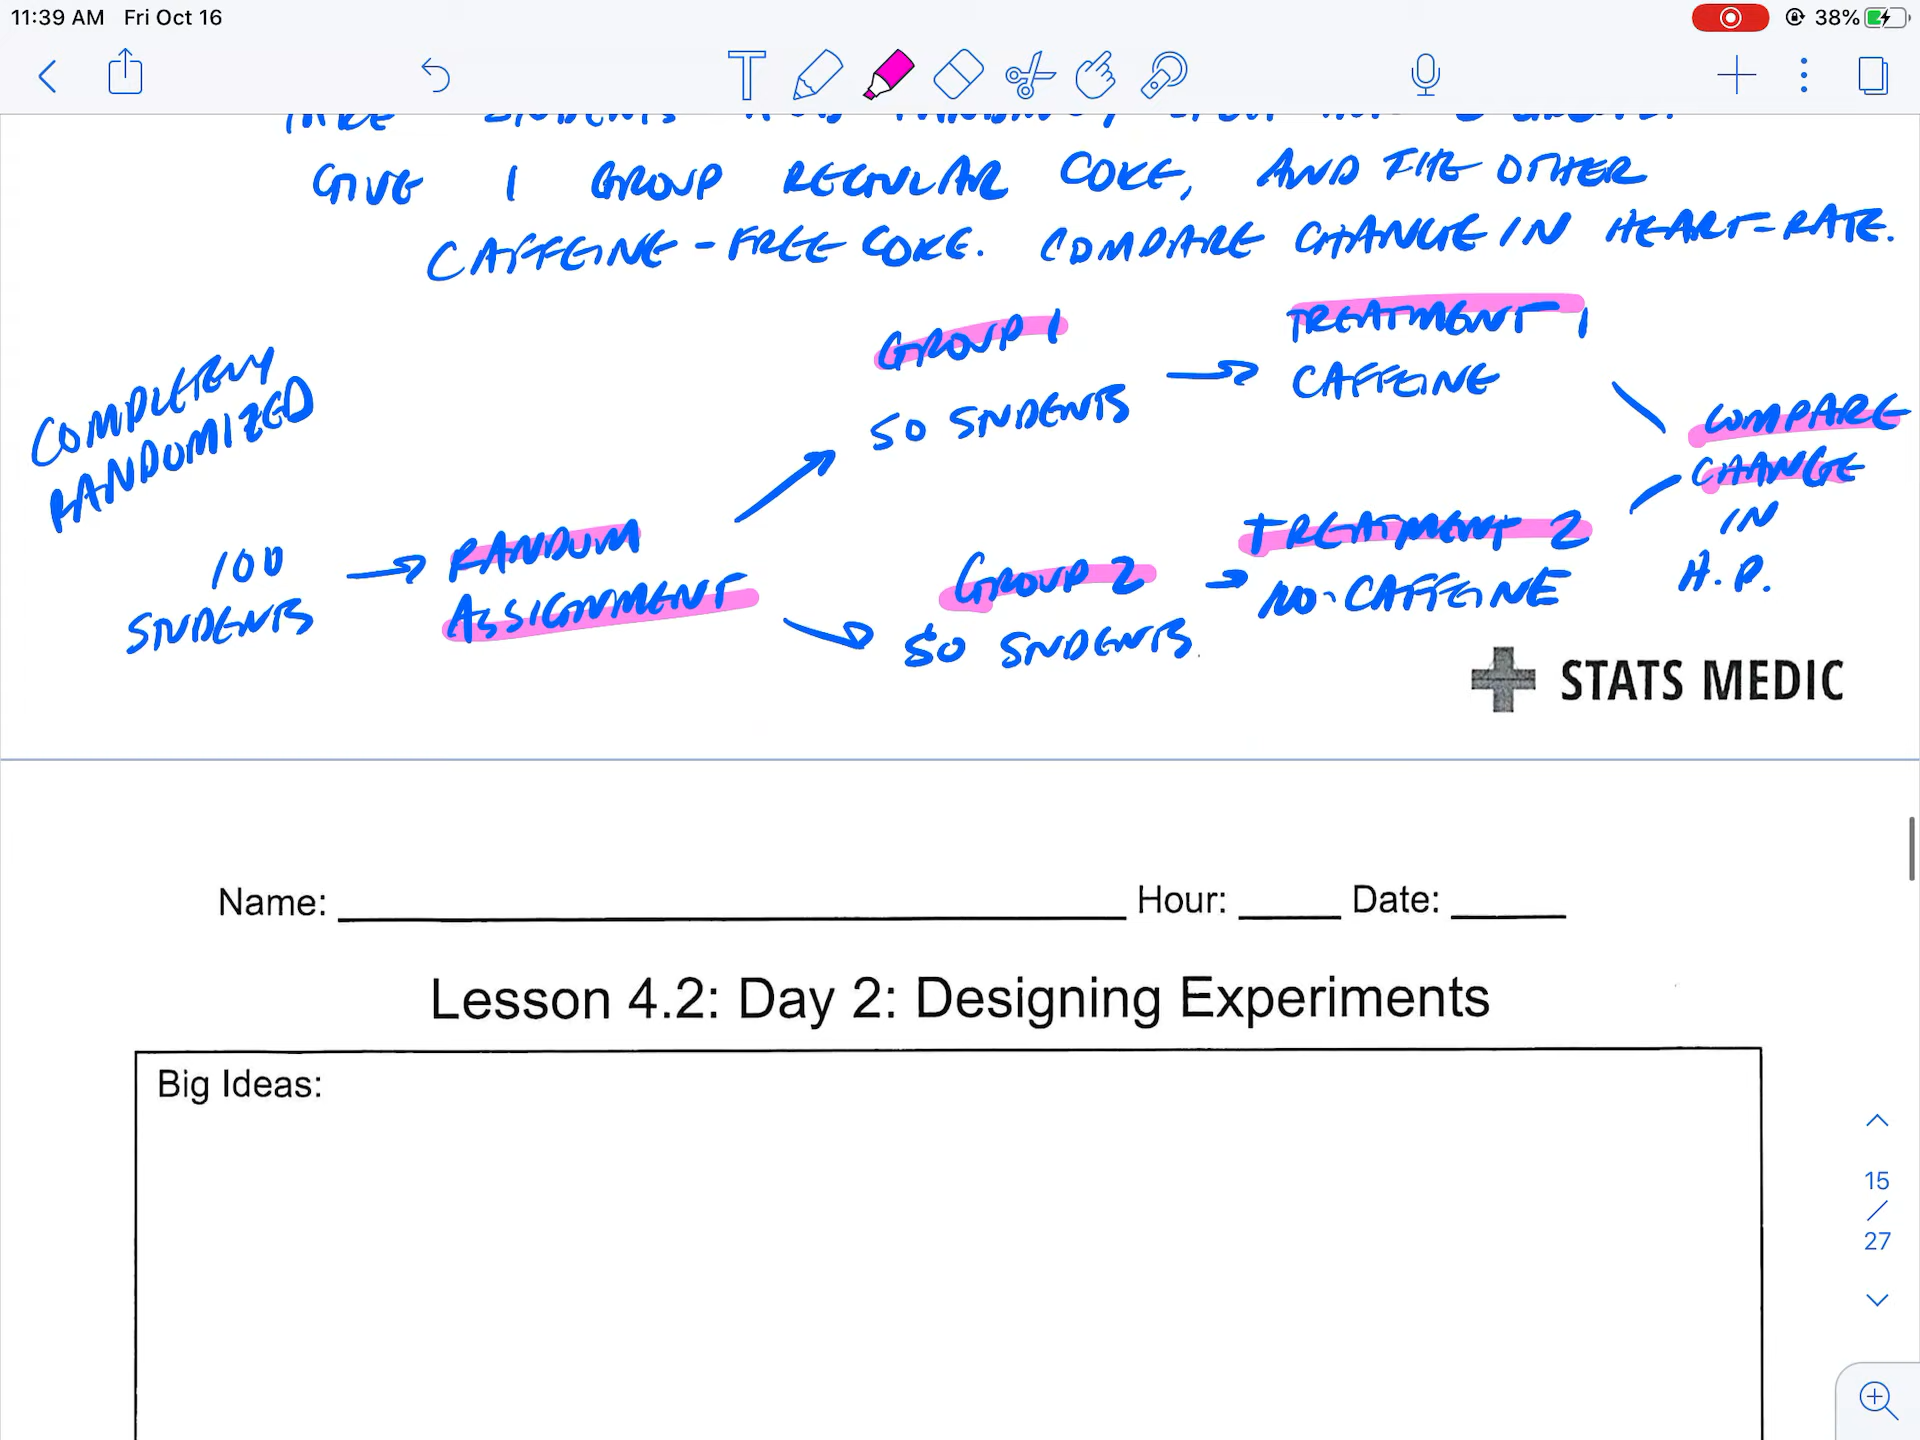 11:39 AM Fri Oct 16
38%
GIVE 1 GROUP REGULAR COKE, AND THE OTHER
CAFFEINE-FREE COKE. COMPARE CHANGE IN HEART-RATE.
COMPLETELY
RANDOMIZED
100
STUDENTS
RANDOM
ASSIGNMENT
GROUP 1
50 STUDENTS
TREATMENT 1
CAFFEINE
GROUP 2
50 STUDENTS
TREATMENT 2
NO-CAFFEINE
COMPARE
CHANGE
IN
H.R.
STATS MEDIC
Name: Hour: Date:
Lesson 4.2: Day 2: Designing Experiments
Big Ideas:
15
/
27